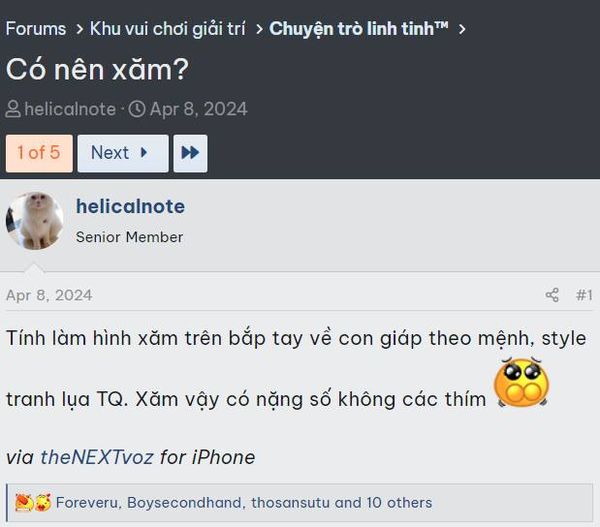 Forums > Khu vui chơi giải trí > Chuyện trò linh tinh™ >
Có nên xăm?
helicalnote · Apr 8, 2024
1 of 5 Next
helicalnote
Senior Member
Apr 8, 2024 #1
Tính làm hình xăm trên bắp tay về con giáp theo mệnh, style
tranh lụa TQ. Xăm vậy có nặng số không các thím
via theNEXTvoz for iPhone
Foreveru, Boysecondhand, thosansutu and 10 others